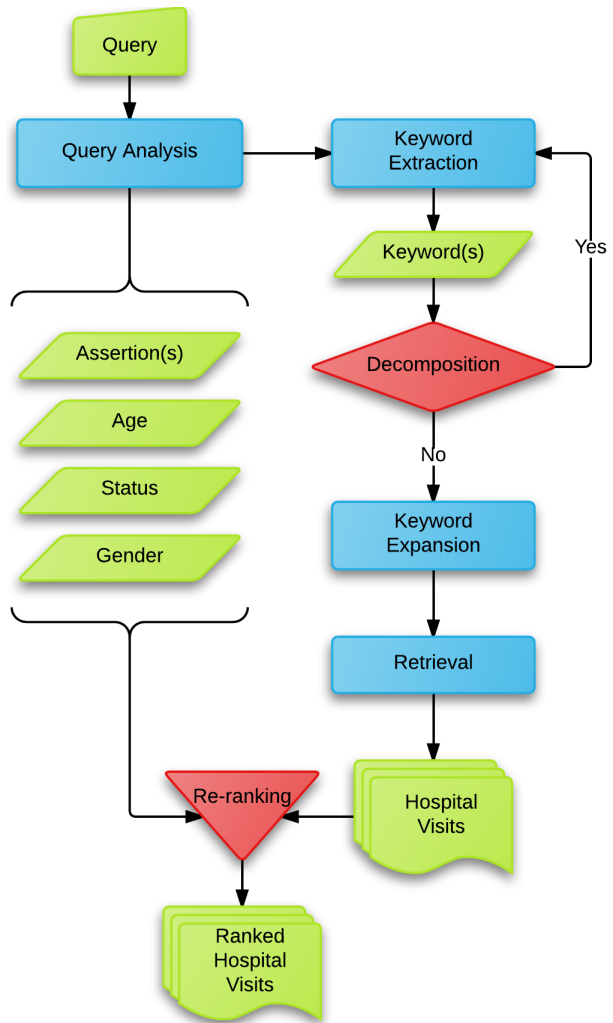 Query
Query Analysis
Keyword
Extraction
Yes
Keyword(s)
Decomposition
No
Assertion(s)
Age
Status
Gender
Keyword
Expansion
Retrieval
Re-ranking
Hospital
Visits
Ranked
Hospital
Visits